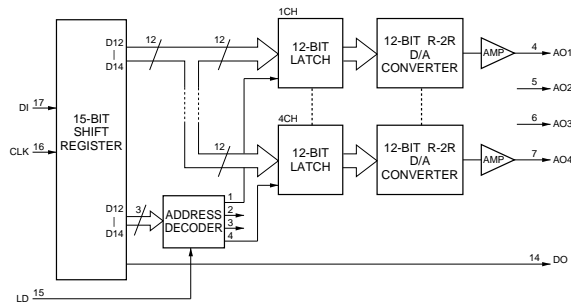 1CH
D12
|
D14
12
12
12-BIT
LATCH
12-BIT R-2R
D/A
CONVERTER
AMP
4
AO1
5
AO2
6
AO3
DI
17
CLK
16
15-BIT
SHIFT
REGISTER
4CH
12
12-BIT
LATCH
12-BIT R-2R
D/A
CONVERTER
AMP
7
AO4
D12
|
D14
3
ADDRESS
DECODER
1
2
3
4
14
DO
LD
15